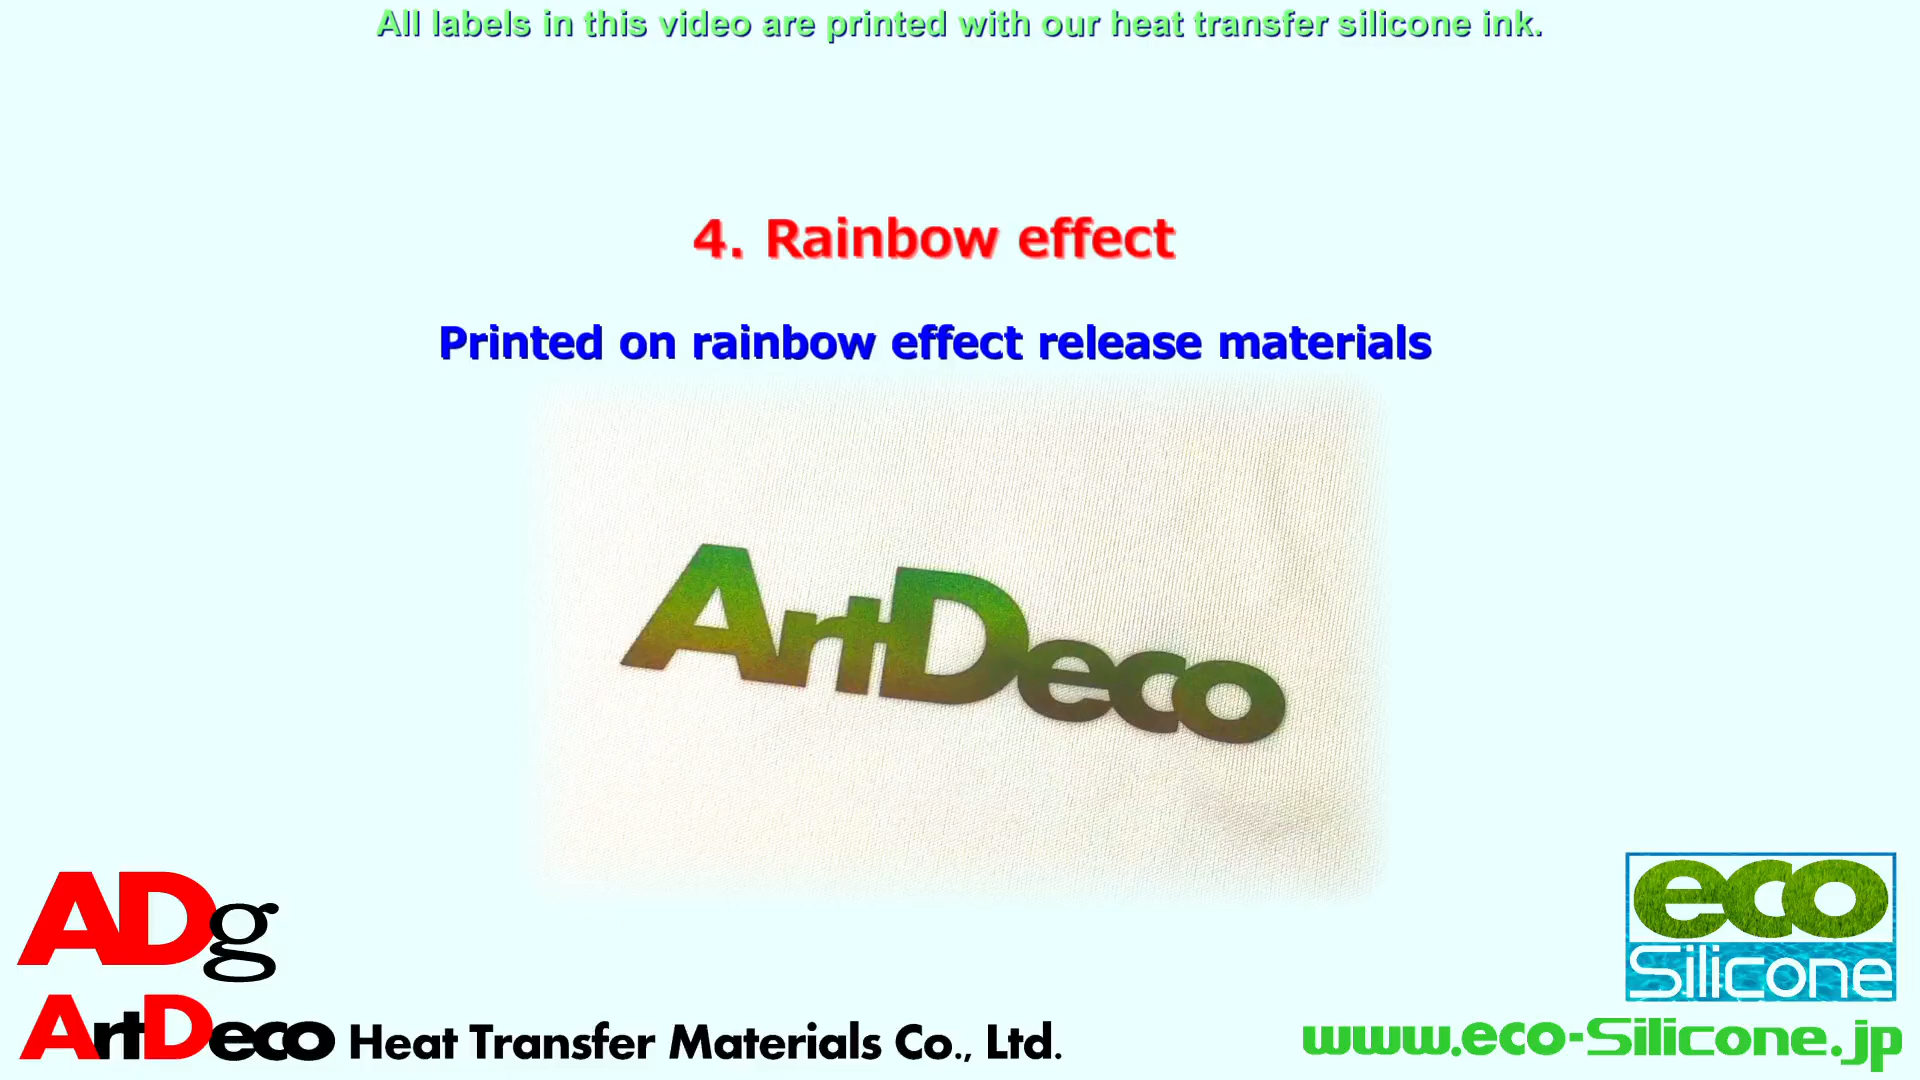 All labels in this video are printed with our heat transfer silicone ink.
4. Rainbow effect
Printed on rainbow effect release materials
ArtDeco
ADg
ArtDeco Heat Transfer Materials Co., Ltd.
eco
Silicone
www.eco-Silicone.jp